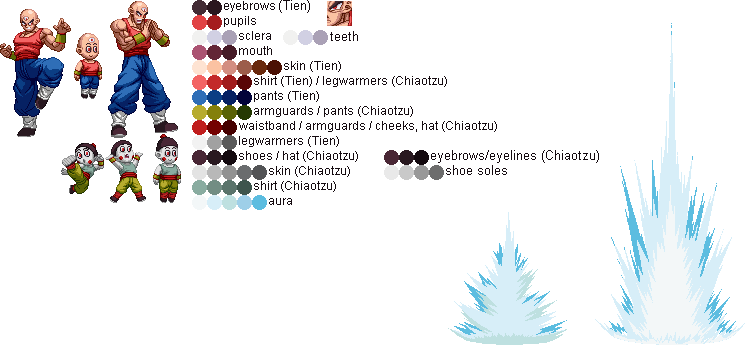 eyebrows (Tien)
pupils
sclera teeth
mouth
skin (Tien)
shirt (Tien) / legwarmers (Chiaotzu)
pants (Tien)
armguards / pants (Chiaotzu)
waistband / armguards / cheeks, hat (Chiaotzu)
legwarmers (Tien)
shoes / hat (Chiaotzu) eyebrows/eyelines (Chiaotzu)
skin (Chiaotzu) shoe soles
shirt (Chiaotzu)
aura